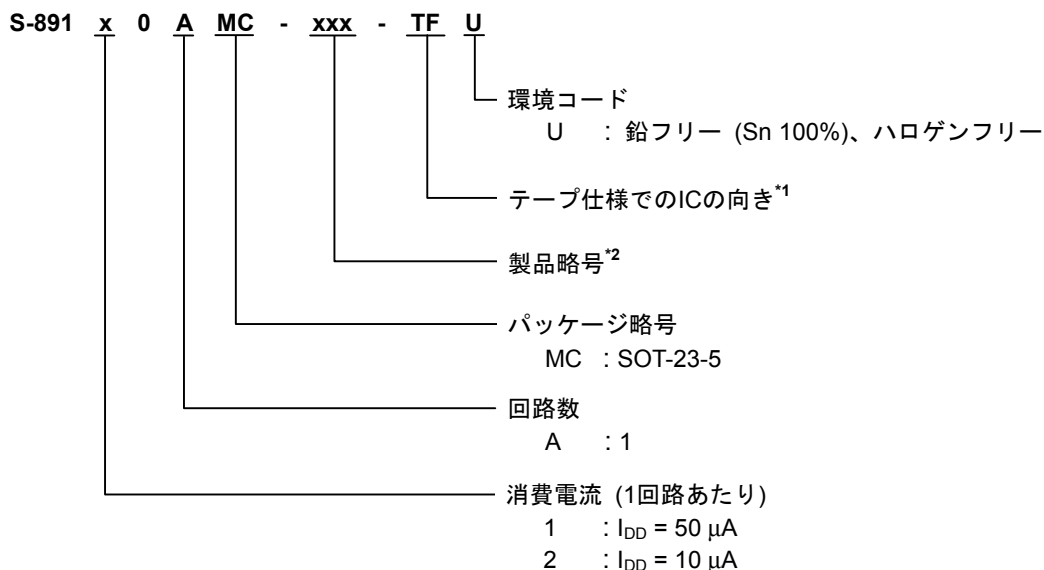 S-891 x 0 A MC - xxx - TF U
環境コード
U : 鉛フリー (Sn 100%)、ハロゲンフリー
テープ仕様でのICの向き*1
製品略号*2
パッケージ略号
MC : SOT-23-5
回路数
A : 1
消費電流 (1回路あたり)
1 : IDD = 50 μA
2 : IDD = 10 μA